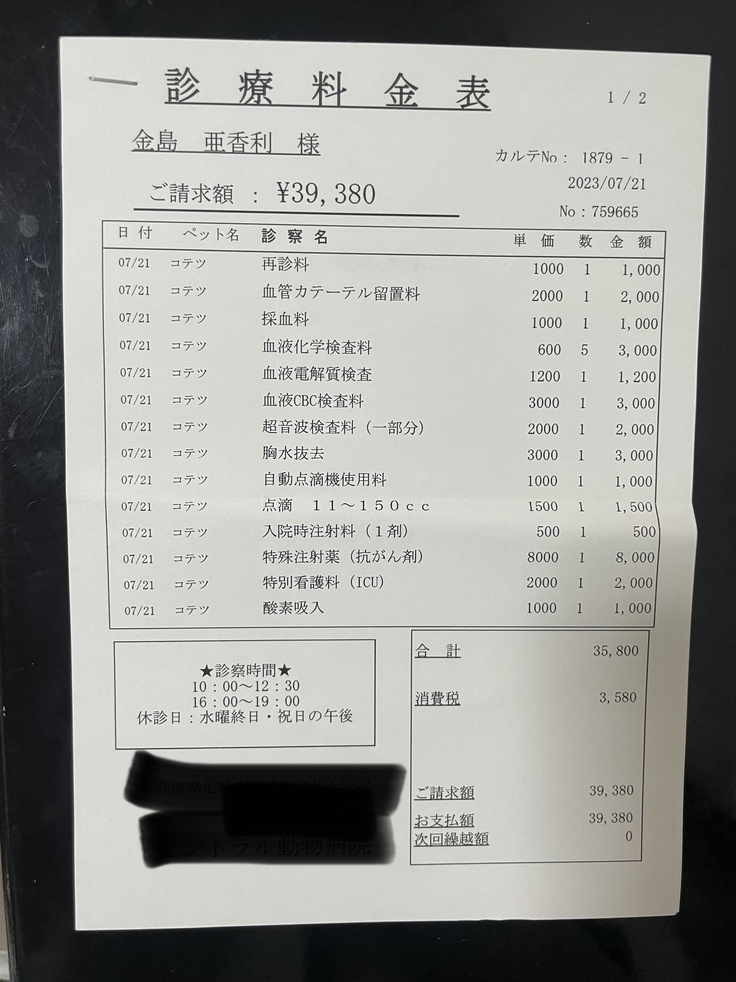 診療料金表
1 / 2
金島　亜香利　様
カルテNo： 1879 - 1
2023/07/21
ご請求額 ： ¥39,380
No：759665
日付 ペット名 診察名 単価 数 金額
07/21 コテツ 再診料 1000 1 1,000
07/21 コテツ 血管カテーテル留置料 2000 1 2,000
07/21 コテツ 採血料 1000 1 1,000
07/21 コテツ 血液化学検査料 600 5 3,000
07/21 コテツ 血液電解質検査 1200 1 1,200
07/21 コテツ 血液CBC検査料 3000 1 3,000
07/21 コテツ 超音波検査料（一部分） 2000 1 2,000
07/21 コテツ 胸水抜去 3000 1 3,000
07/21 コテツ 自動点滴機使用料 1000 1 1,000
07/21 コテツ 点滴　１１～１５０ｃｃ 1500 1 1,500
07/21 コテツ 入院時注射料（１剤） 500 1 500
07/21 コテツ 特殊注射薬（抗がん剤） 8000 1 8,000
07/21 コテツ 特別看護料（ICU） 2000 1 2,000
07/21 コテツ 酸素吸入 1000 1 1,000
★診察時間★
10：00～12：30
16：00～19：00
休診日：水曜終日・祝日の午後
合　計 35,800
消費税 3,580
ご請求額 39,380
お支払額 39,380
次回繰越額 0